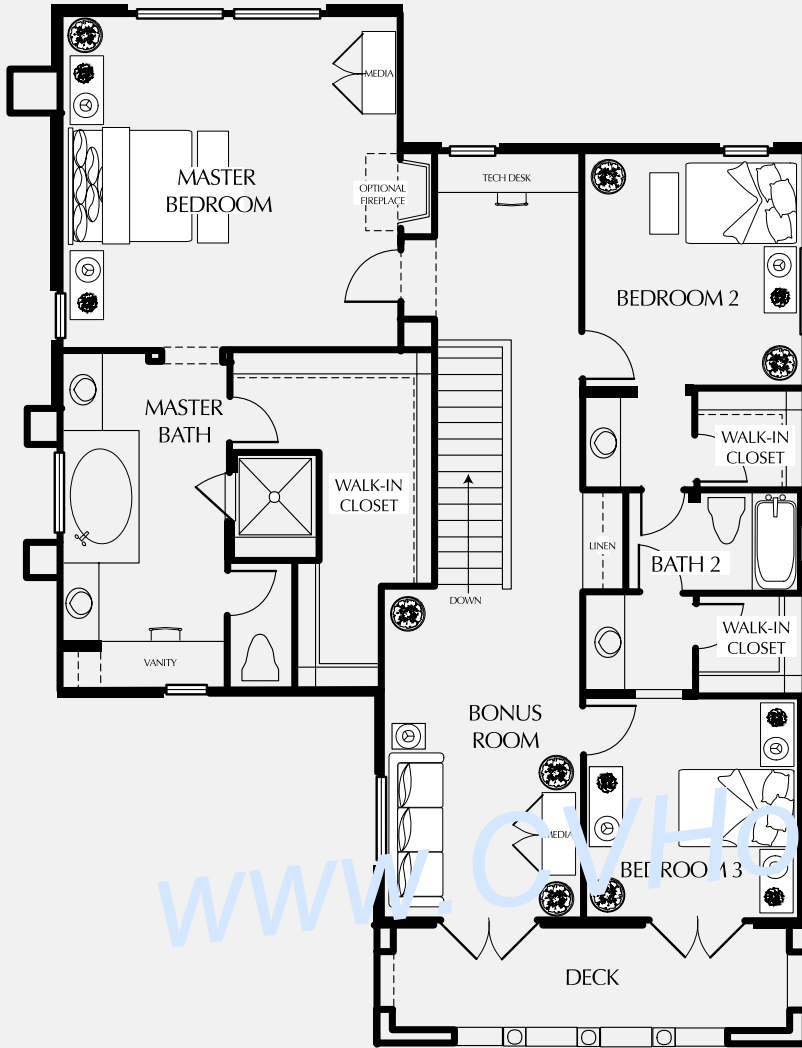 MEDIA
MASTER
BEDROOM
OPTIONAL
FIREPLACE
TECH DESK
BEDROOM 2
MASTER
BATH
WALK-IN
CLOSET
WALK-IN
CLOSET
LINEN
BATH 2
DOWN
WALK-IN
CLOSET
VANITY
BONUS
ROOM
MEDIA
BEDROOM 3
www.CVHo
DECK